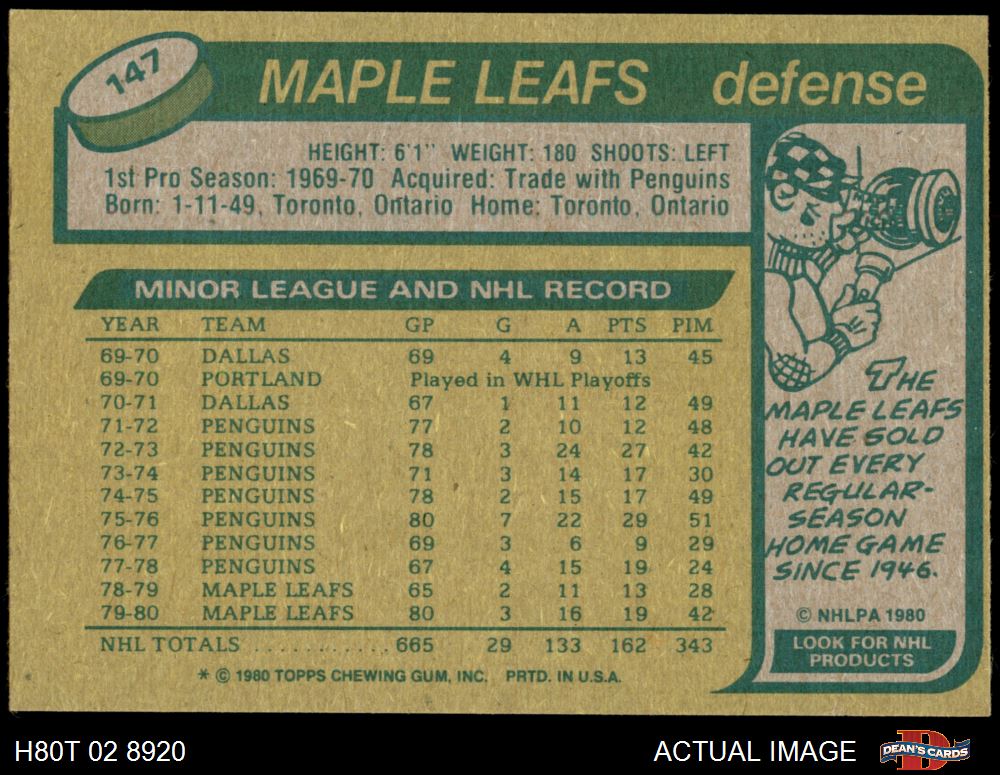 147
MAPLE LEAFS defense
HEIGHT: 6'1" WEIGHT: 180 SHOOTS: LEFT
1st Pro Season: 1969-70 Acquired: Trade with Penguins
Born: 1-11-49, Toronto, Ontario Home: Toronto, Ontario
MINOR LEAGUE AND NHL RECORD
YEAR TEAM GP G A PTS PIM
69-70 DALLAS 69 4 9 13 45
69-70 PORTLAND Played in WHL Playoffs
70-71 DALLAS 67 1 11 12 49
71-72 PENGUINS 77 2 10 12 48
72-73 PENGUINS 78 3 24 27 42
73-74 PENGUINS 71 3 14 17 30
74-75 PENGUINS 78 2 15 17 49
75-76 PENGUINS 80 7 22 29 51
76-77 PENGUINS 69 3 6 9 29
77-78 PENGUINS 67 4 15 19 24
78-79 MAPLE LEAFS 65 2 11 13 28
79-80 MAPLE LEAFS 80 3 16 19 42
NHL TOTALS . . . . . . . . . . . . 665 29 133 162 343
* © 1980 TOPPS CHEWING GUM, INC. PRTD. IN U.S.A.
THE
MAPLE LEAFS
HAVE SOLD
OUT EVERY
REGULAR-
SEASON
HOME GAME
SINCE 1946.
© NHLPA 1980
LOOK FOR NHL
PRODUCTS
H80T 02 8920
ACTUAL IMAGE
DEAN'S CARDS